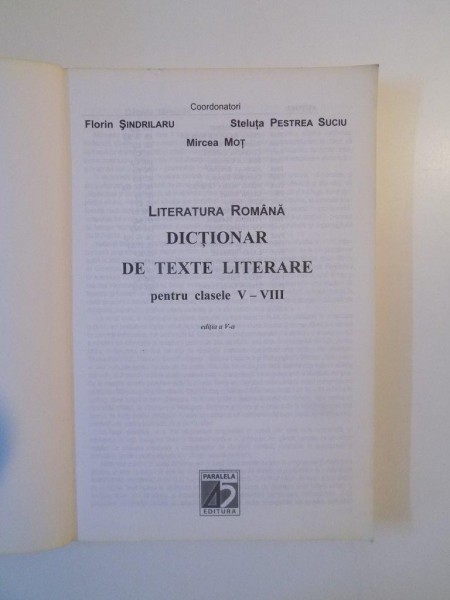 Coordonatori
Florin ŞINDRILARU Steluţa PESTREA SUCIU
Mircea MOŢ
LITERATURA ROMÂNĂ
DICŢIONAR
DE TEXTE LITERARE
pentru clasele V – VIII
ediţia a V-a
PARALELA
45
EDITURA